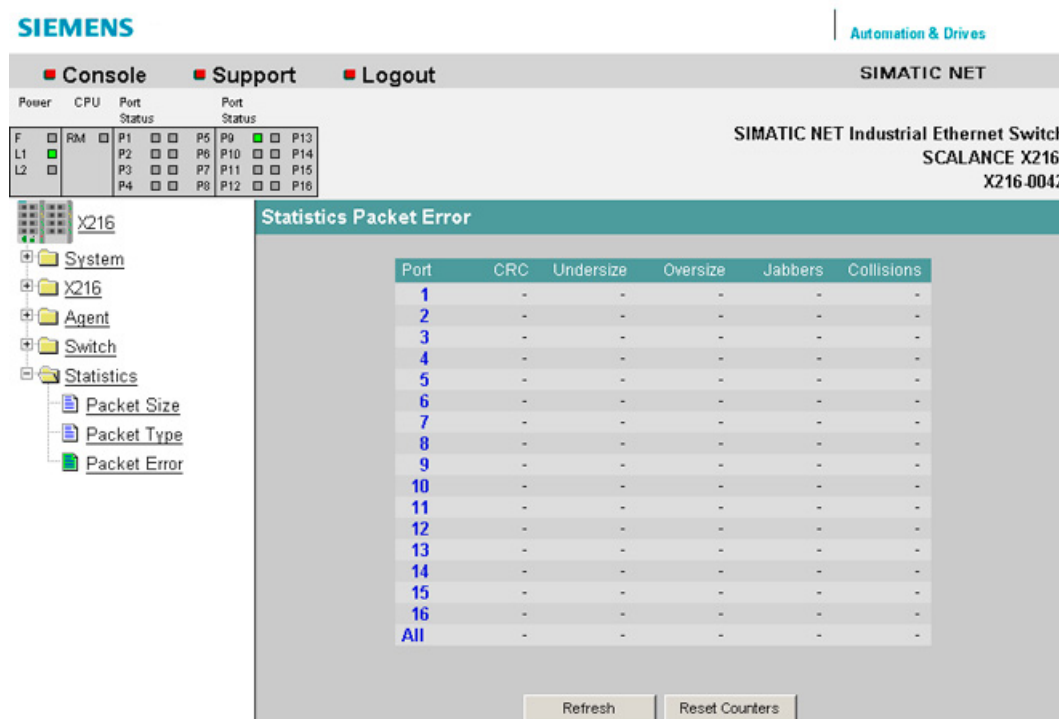 SIEMENS
Automation & Drives
Console Support Logout SIMATIC NET
Power CPU Port Status Port Status
F RM P1 P5 P9 P13
L1 P2 P6 P10 P14
L2 P3 P7 P11 P15
P4 P8 P12 P16
SIMATIC NET Industrial Ethernet Switch
SCALANCE X216
X216-0042
X216
System
X216
Agent
Switch
Statistics
Packet Size
Packet Type
Packet Error
Statistics Packet Error
Port CRC Undersize Oversize Jabbers Collisions
1 - - - - -
2 - - - - -
3 - - - - -
4 - - - - -
5 - - - - -
6 - - - - -
7 - - - - -
8 - - - - -
9 - - - - -
10 - - - - -
11 - - - - -
12 - - - - -
13 - - - - -
14 - - - - -
15 - - - - -
16 - - - - -
All - - - - -
Refresh Reset Counters